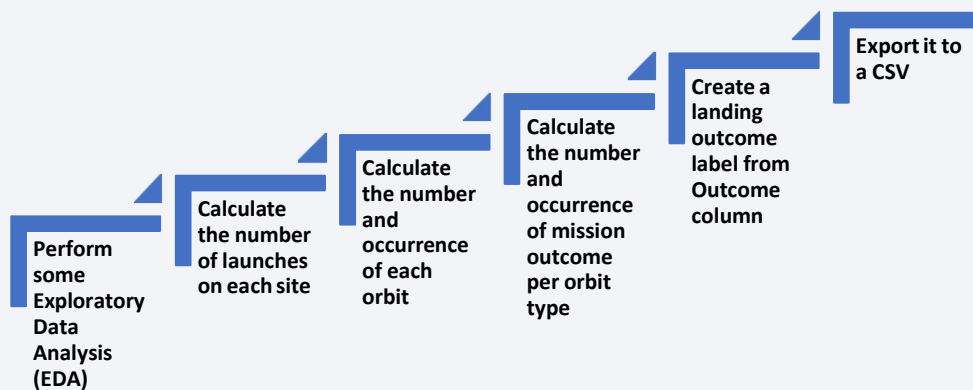 Perform
some
Exploratory
Data
Analysis
(EDA)
Calculate
the number
of launches
on each site
Calculate
the number
and
occurrence
of each
orbit
Calculate
the number
and
occurrence
of mission
outcome
per orbit
type
Create a
landing
outcome
label from
Outcome
column
Export it to
a CSV